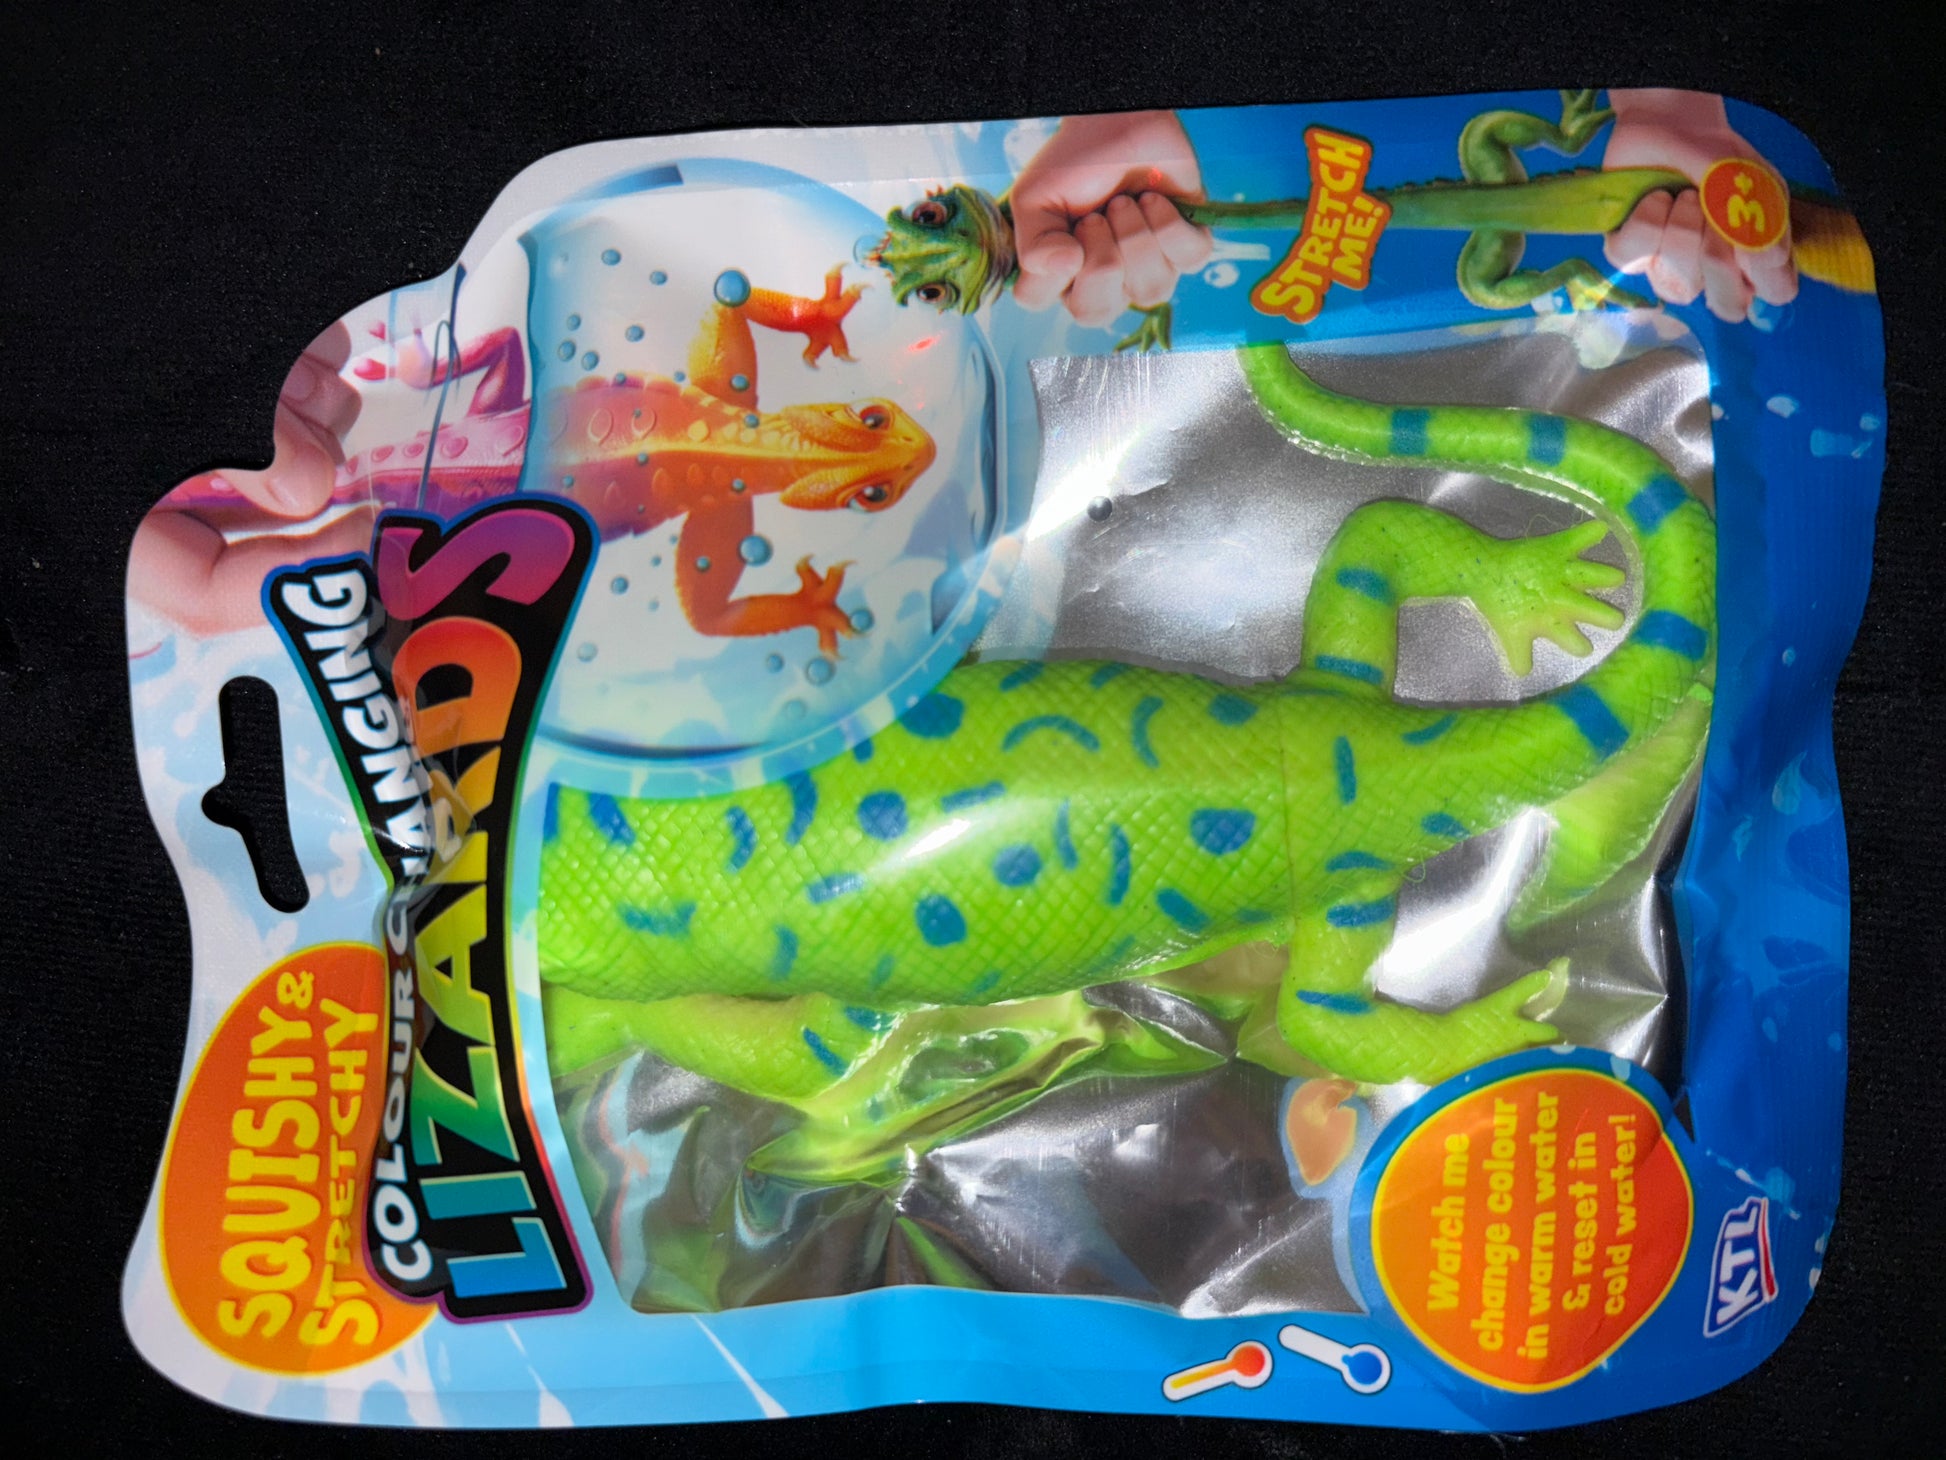 SQUISHY &
STRETCHY
COLOUR CHANGING
LIZARDS
STRETCH
ME!
3+
Watch me
change colour
in warm water
& reset in
cold water!
KTL